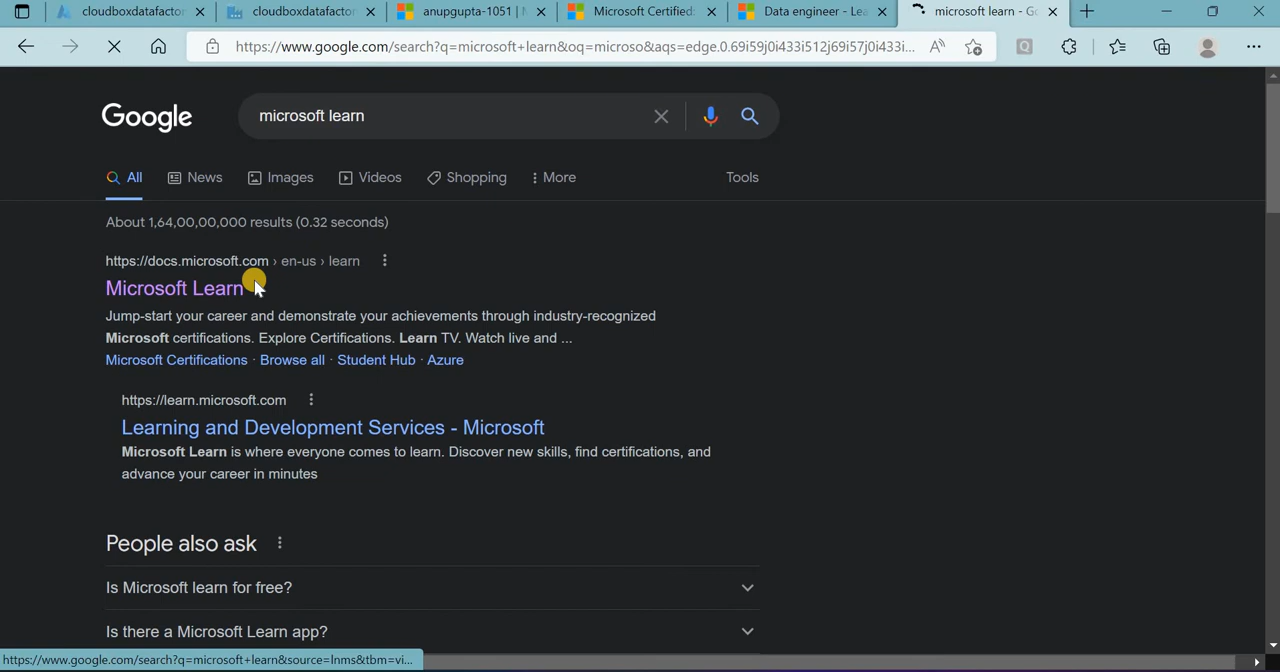 cloudboxdatafactor
cloudboxdatafactor
anupgupta-1051 |
Microsoft Certified:
Data engineer - Le
microsoft learn - G
https://www.google.com/search?q=microsoft+learn&oq=microso&aqs=edge.0.69i59j0i433i512j69i57j0i433i...
Google
microsoft learn
All
News
Images
Videos
Shopping
More
Tools
About 1,64,00,00,000 results (0.32 seconds)
https://docs.microsoft.com › en-us › learn
Microsoft Learn
Jump-start your career and demonstrate your achievements through industry-recognized
Microsoft certifications. Explore Certifications. Learn TV. Watch live and ...
Microsoft Certifications · Browse all · Student Hub · Azure
https://learn.microsoft.com
Learning and Development Services - Microsoft
Microsoft Learn is where everyone comes to learn. Discover new skills, find certifications, and
advance your career in minutes
People also ask
Is Microsoft learn for free?
Is there a Microsoft Learn app?
https://www.google.com/search?q=microsoft+learn&source=lnms&tbm=vi...